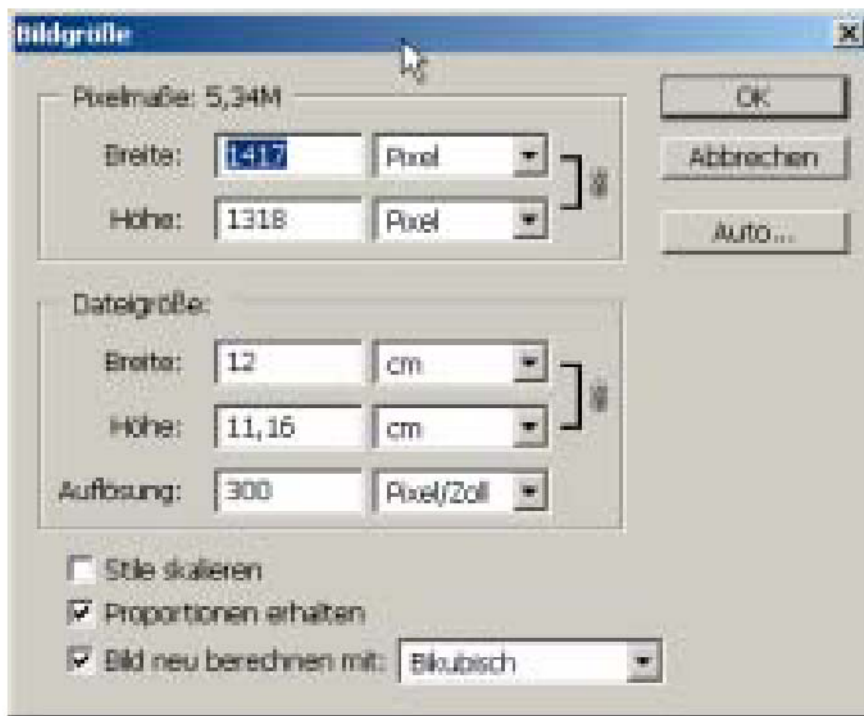 Bildgröße
Pixelmaße: 5,34M
Breite: 1417 Pixel
Höhe: 1318 Pixel
OK
Abbrechen
Auto...
Dateigröße:
Breite: 12 cm
Höhe: 11,16 cm
Auflösung: 300 Pixel/Zoll
Stile skalieren
Proportionen erhalten
Bild neu berechnen mit: Bikubisch